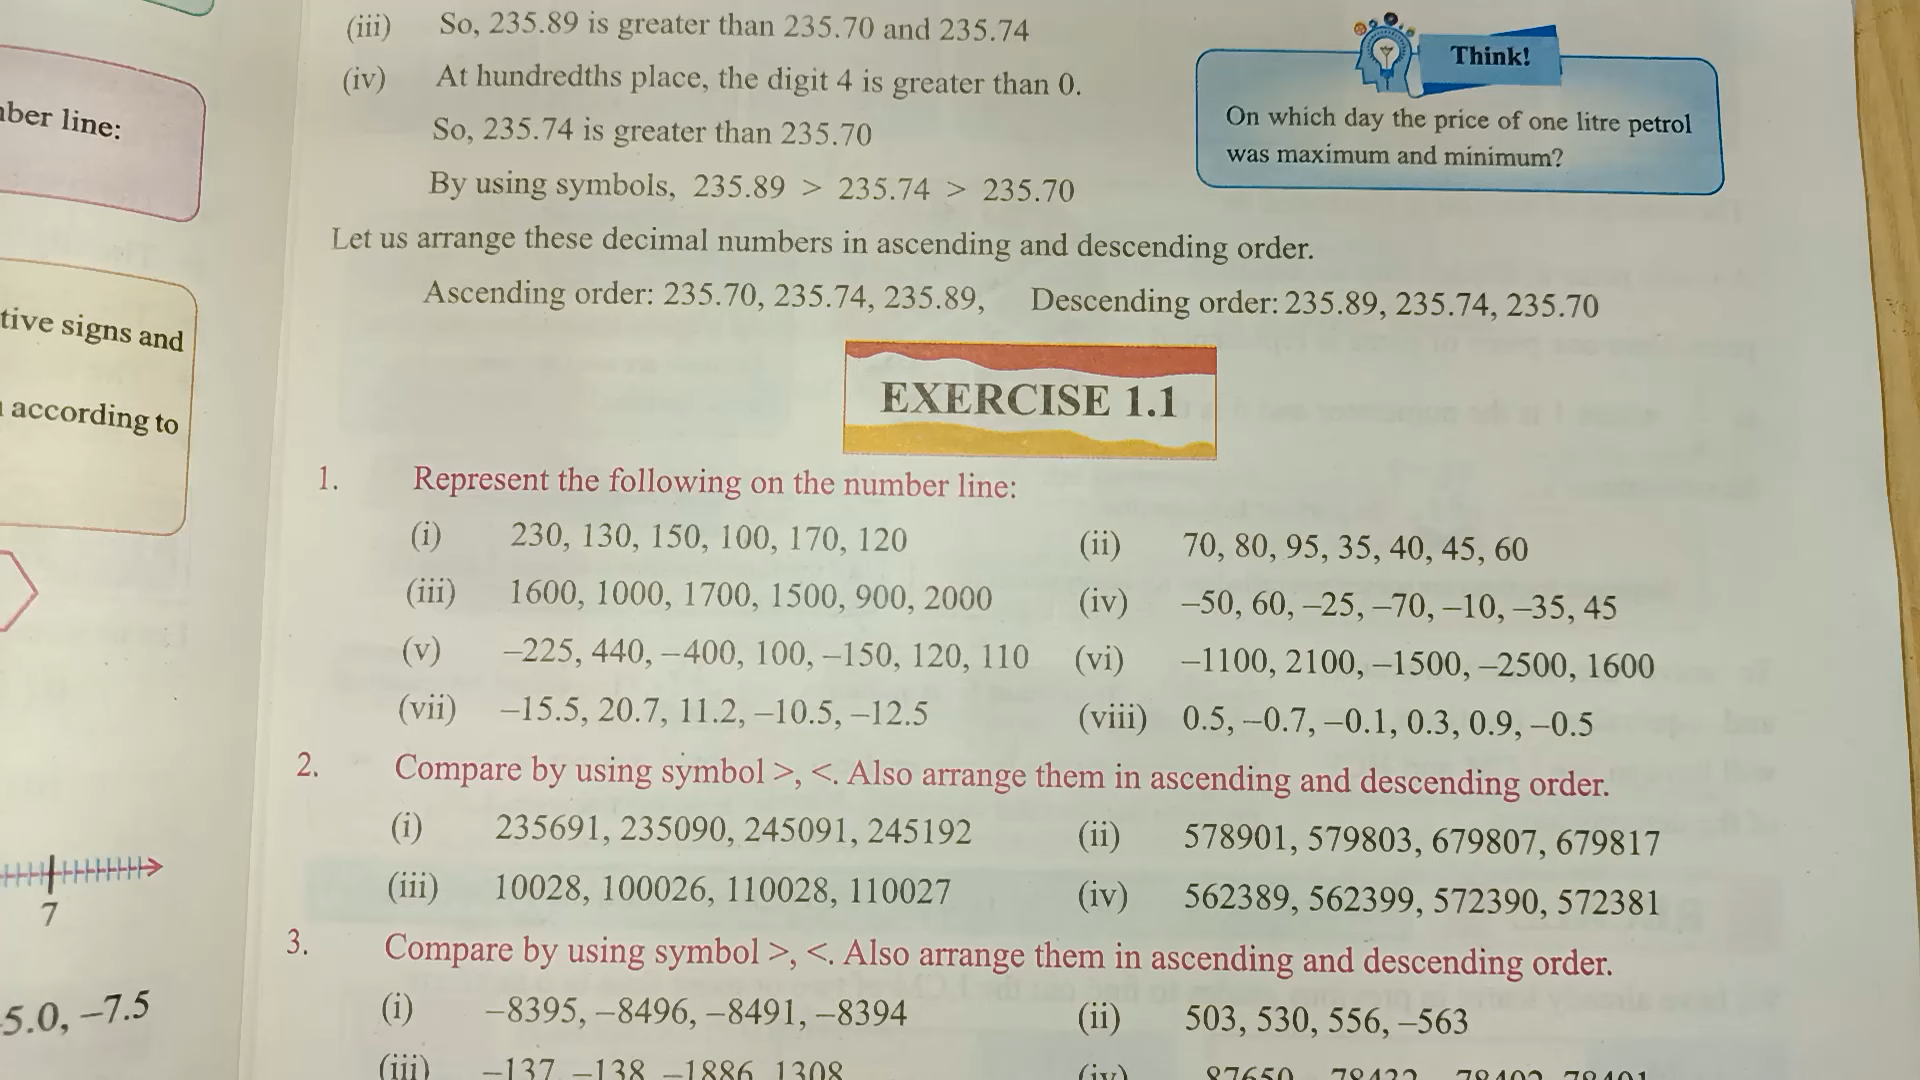 ber line:
tive signs and
according to
7
5.0, –7.5
(iii) So, 235.89 is greater than 235.70 and 235.74
(iv) At hundredths place, the digit 4 is greater than 0.
So, 235.74 is greater than 235.70
By using symbols, 235.89 > 235.74 > 235.70
Think!
On which day the price of one litre petrol
was maximum and minimum?
Let us arrange these decimal numbers in ascending and descending order.
Ascending order: 235.70, 235.74, 235.89, Descending order: 235.89, 235.74, 235.70
EXERCISE 1.1
1. Represent the following on the number line:
(i) 230, 130, 150, 100, 170, 120 (ii) 70, 80, 95, 35, 40, 45, 60
(iii) 1600, 1000, 1700, 1500, 900, 2000 (iv) –50, 60, –25, –70, –10, –35, 45
(v) –225, 440, –400, 100, –150, 120, 110 (vi) –1100, 2100, –1500, –2500, 1600
(vii) –15.5, 20.7, 11.2, –10.5, –12.5 (viii) 0.5, –0.7, –0.1, 0.3, 0.9, –0.5
2. Compare by using symbol >, <. Also arrange them in ascending and descending order.
(i) 235691, 235090, 245091, 245192 (ii) 578901, 579803, 679807, 679817
(iii) 10028, 100026, 110028, 110027 (iv) 562389, 562399, 572390, 572381
3. Compare by using symbol >, <. Also arrange them in ascending and descending order.
(i) –8395, –8496, –8491, –8394 (ii) 503, 530, 556, –563
(iii) –137, –138, –1886, 1308 (iv) 87650